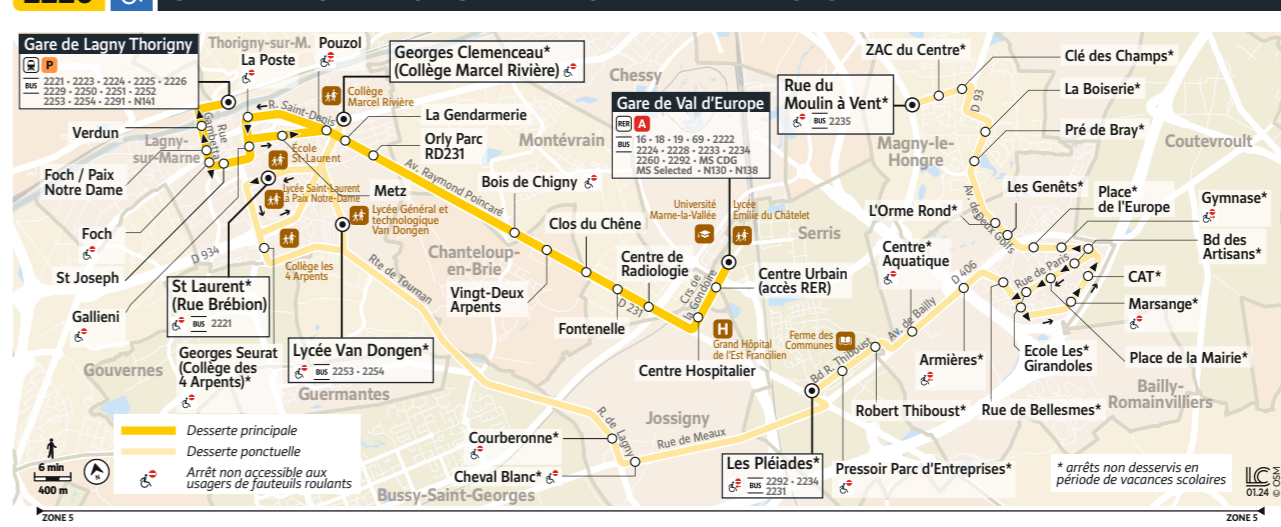 Gare de Lagny Thorigny
P
BUS 2221 • 2223 • 2224 • 2225 • 2226
2229 • 2250 • 2251 • 2252
2253 • 2254 • 2291 • N141
Thorigny-sur-M.
La Poste
Pouzol
Georges Clemenceau*
(Collège Marcel Rivière)
Collège
Marcel Rivière
R. Saint-Denis
Rue
Gambetta
La Gendarmerie
Orly Parc
RD231
Verdun
Lagny-
sur-Marne
Foch / Paix
Notre Dame
École
St-Laurent
Lycée Saint-Laurent
La Paix Notre-Dame
Metz
Lycée Général et
technologique
Van Dongen
Foch
D 934
Collège les
4 Arpents
St Joseph
Gallieni
St Laurent*
(Rue Brébion)
BUS 2221
Georges Seurat
(Collège des
4 Arpents)*
Lycée Van Dongen*
BUS 2253 • 2254
Gouvernes
Guermantes
Rte de Tournan
Av. Raymond Poincaré
Montévrain
Chessy
Bois de Chigny
Clos du Chêne
Chanteloup-
en-Brie
Vingt-Deux
Arpents
Centre de
Radiologie
D 231
Fontenelle
Gare de Val d'Europe
RER A
BUS 16 • 18 • 19 • 69 • 2222
2224 • 2228 • 2233 • 2234
2260 • 2292 • MS CDG
MS Selected • N130 • N138
Université
Marne-la-Vallée
Lycée
Emilie du Châtelet
Serris
Crs de
la Gondoire
Centre Urbain
(accès RER)
H
Grand Hôpital
de l'Est Francilien
Centre Hospitalier
Rue du
Moulin à Vent*
BUS 2235
ZAC du Centre*
Clé des Champs*
D 93
La Boiserie*
Pré de Bray*
Magny-le-
Hongre
Coutevroult
Av. des Deux Golfs
Les Genêts*
L'Orme Rond*
Place*
de l'Europe
Gymnase*
Bd des
Artisans*
Rue de Paris
CAT*
Marsange*
Place de la Mairie*
Centre*
Aquatique
D 406
Av. de Bailly
Ferme des
Communes
Bd R. Thiboust
Armières*
Ecole Les*
Girandoles
Rue de Bellesmes*
Robert Thiboust*
Bailly-
Romainvilliers
Pressoir Parc d'Entreprises*
Les Pléiades*
BUS 2292 • 2234
2231
Jossigny
Rue de Meaux
R. de Lagny
Courberonne*
Cheval Blanc*
Bussy-Saint-Georges
Desserte principale
Desserte ponctuelle
Arrêt non accessible aux
usagers de fauteuils roulants
6 min
400 m
N
* arrêts non desservis en
période de vacances scolaires
LC
01.24
© OSM
ZONE 5
ZONE 5